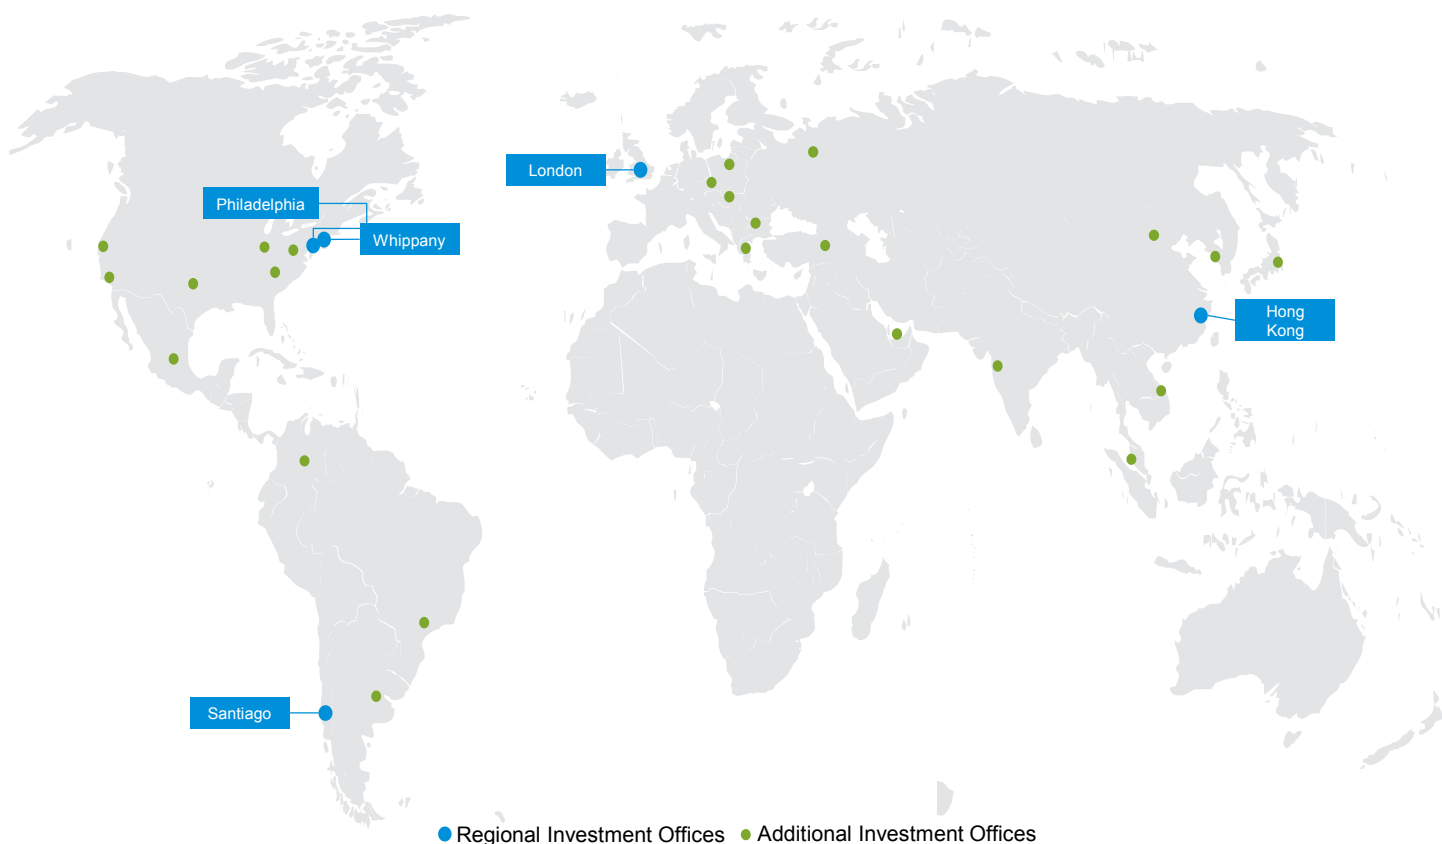 London
Philadelphia
Whippany
Hong
Kong
Santiago
Regional Investment Offices
Additional Investment Offices